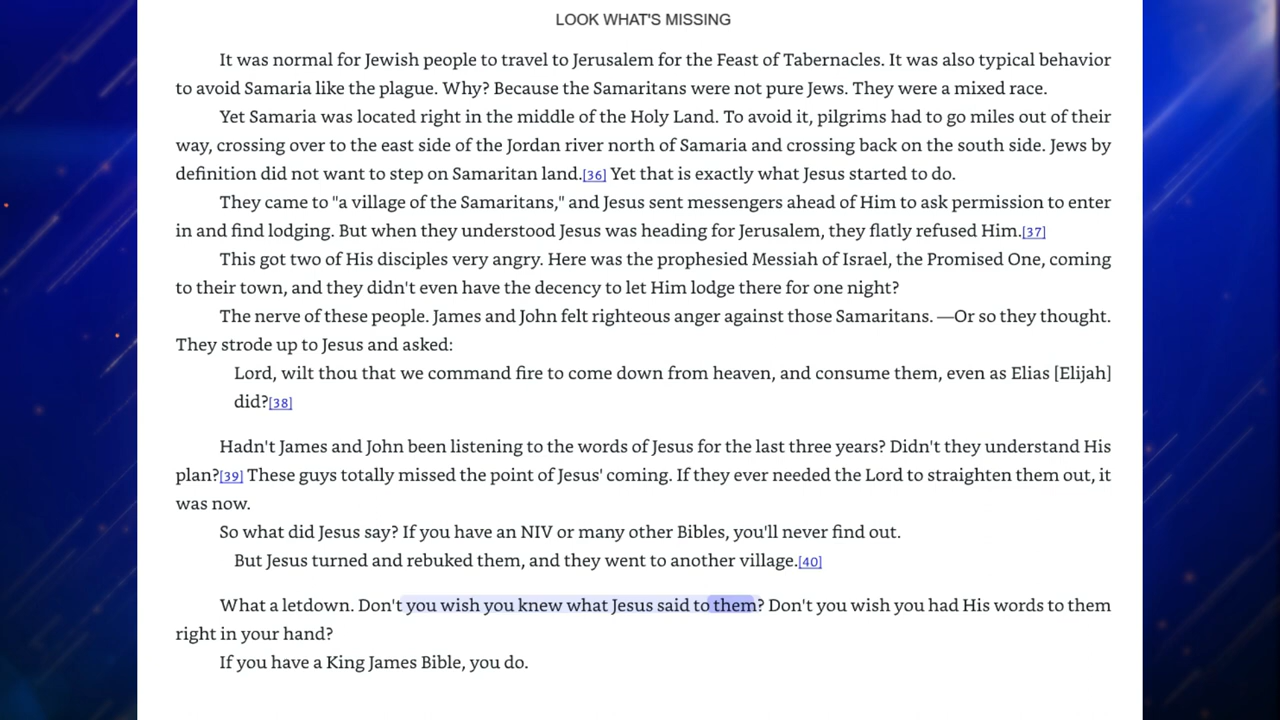 LOOK WHAT'S MISSING
It was normal for Jewish people to travel to Jerusalem for the Feast of Tabernacles. It was also typical behavior
to avoid Samaria like the plague. Why? Because the Samaritans were not pure Jews. They were a mixed race.
Yet Samaria was located right in the middle of the Holy Land. To avoid it, pilgrims had to go miles out of their
way, crossing over to the east side of the Jordan river north of Samaria and crossing back on the south side. Jews by
definition did not want to step on Samaritan land.[36] Yet that is exactly what Jesus started to do.
They came to "a village of the Samaritans," and Jesus sent messengers ahead of Him to ask permission to enter
in and find lodging. But when they understood Jesus was heading for Jerusalem, they flatly refused Him.[37]
This got two of His disciples very angry. Here was the prophesied Messiah of Israel, the Promised One, coming
to their town, and they didn't even have the decency to let Him lodge there for one night?
The nerve of these people. James and John felt righteous anger against those Samaritans. —Or so they thought.
They strode up to Jesus and asked:
Lord, wilt thou that we command fire to come down from heaven, and consume them, even as Elias [Elijah]
did?[38]
Hadn't James and John been listening to the words of Jesus for the last three years? Didn't they understand His
plan?[39] These guys totally missed the point of Jesus' coming. If they ever needed the Lord to straighten them out, it
was now.
So what did Jesus say? If you have an NIV or many other Bibles, you'll never find out.
But Jesus turned and rebuked them, and they went to another village.[40]
What a letdown. Don't you wish you knew what Jesus said to them? Don't you wish you had His words to them
right in your hand?
If you have a King James Bible, you do.